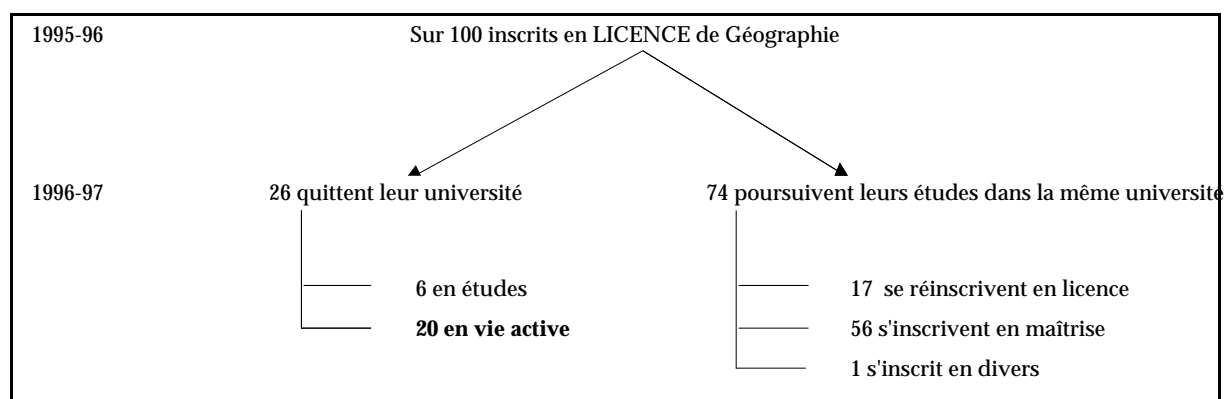 1995-96 Sur 100 inscrits en LICENCE de Géographie
1996-97 26 quittent leur université 74 poursuivent leurs études dans la même université
6 en études 17 se réinscrivent en licence
20 en vie active 56 s'inscrivent en maîtrise
1 s'inscrit en divers